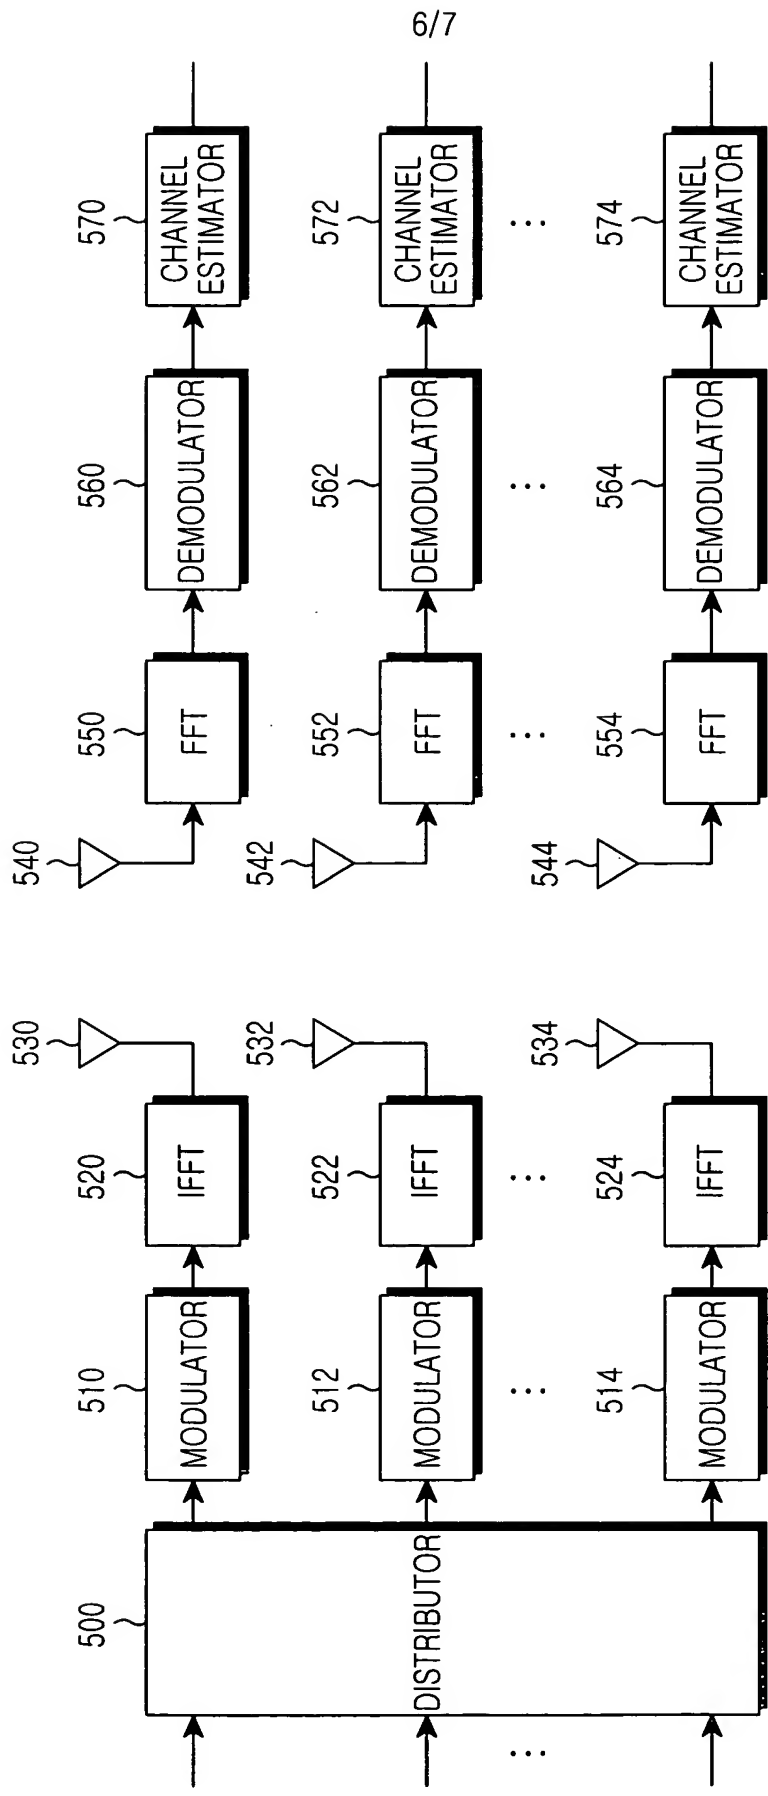 6/7
500
DISTRIBUTOR
510
MODULATOR
520
IFFT
530
540
550
FFT
560
DEMODULATOR
570
CHANNEL
ESTIMATOR
512
MODULATOR
522
IFFT
532
542
552
FFT
562
DEMODULATOR
572
CHANNEL
ESTIMATOR
...
...
...
...
...
...
514
MODULATOR
524
IFFT
534
544
554
FFT
564
DEMODULATOR
574
CHANNEL
ESTIMATOR